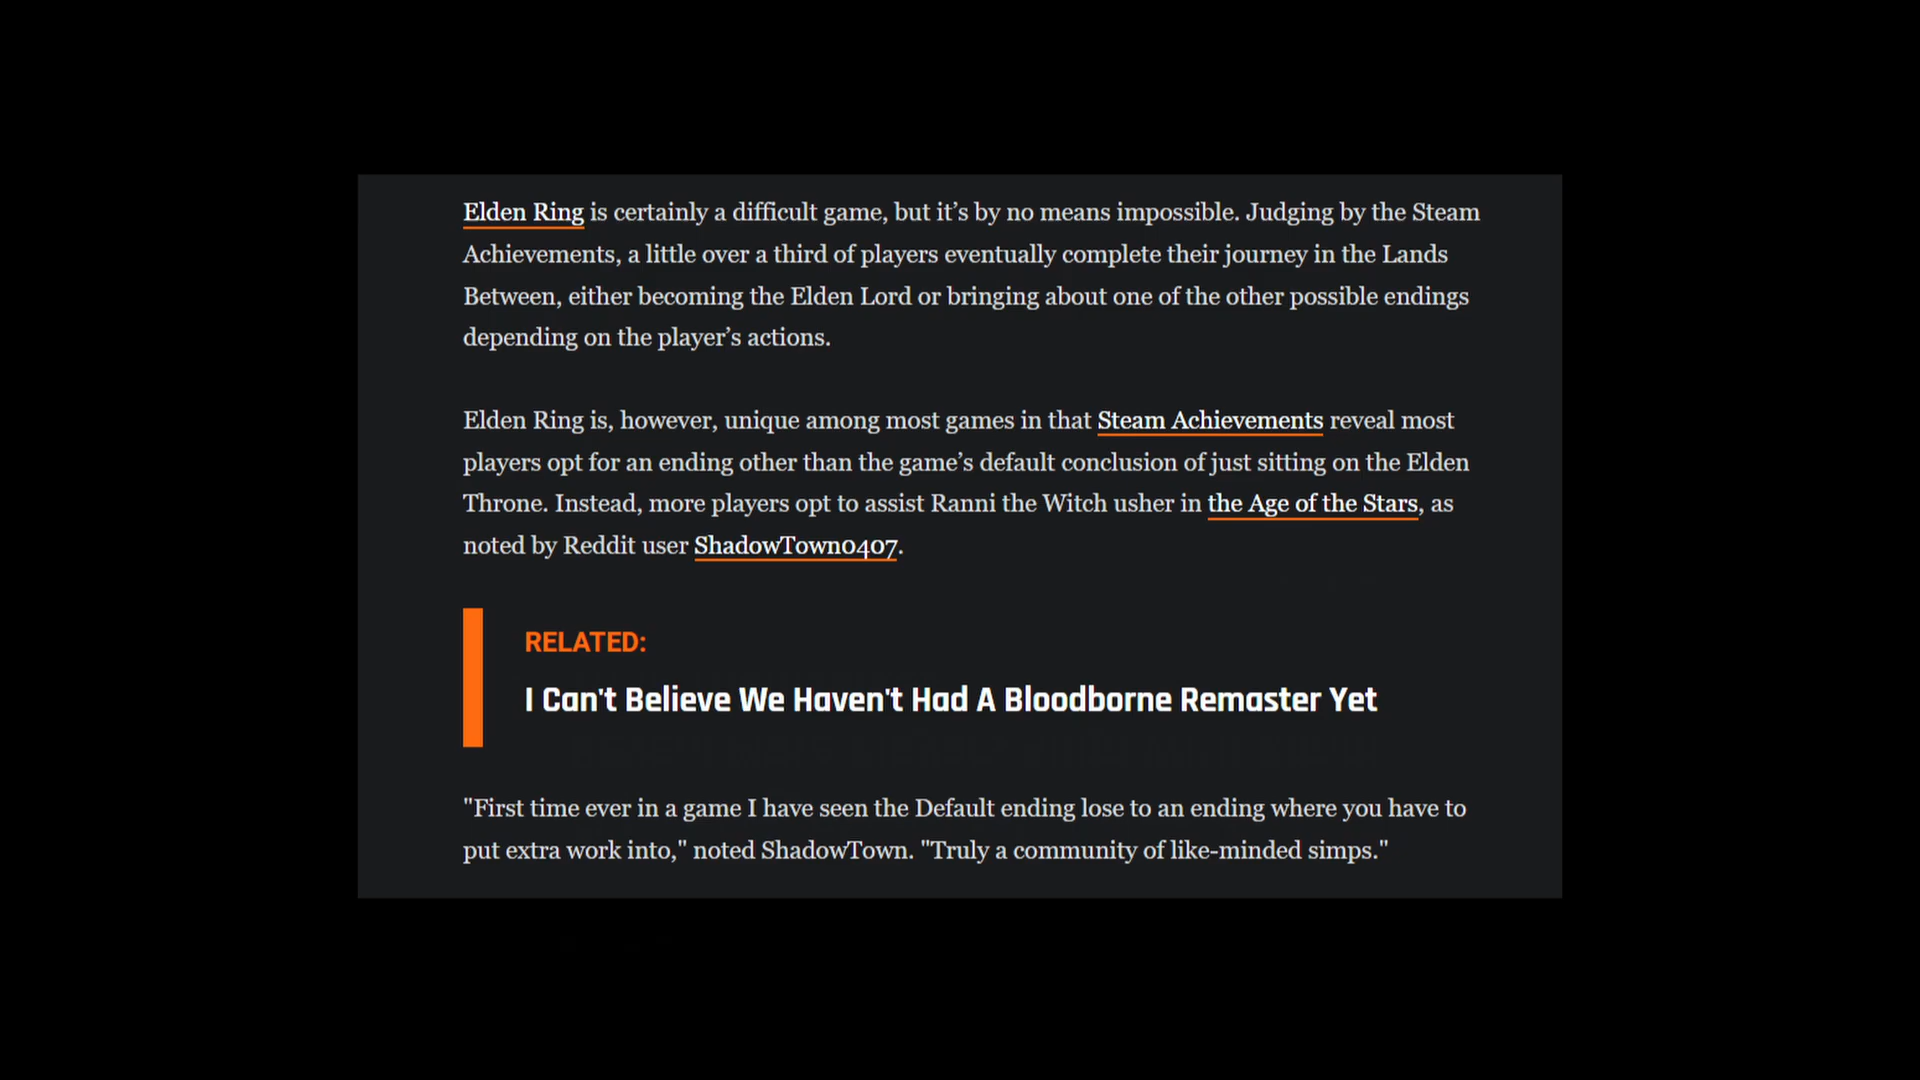 Elden Ring is certainly a difficult game, but it’s by no means impossible. Judging by the Steam
Achievements, a little over a third of players eventually complete their journey in the Lands
Between, either becoming the Elden Lord or bringing about one of the other possible endings
depending on the player’s actions.
Elden Ring is, however, unique among most games in that Steam Achievements reveal most
players opt for an ending other than the game’s default conclusion of just sitting on the Elden
Throne. Instead, more players opt to assist Ranni the Witch usher in the Age of the Stars, as
noted by Reddit user ShadowTown0407.
RELATED:
I Can't Believe We Haven't Had A Bloodborne Remaster Yet
"First time ever in a game I have seen the Default ending lose to an ending where you have to
put extra work into," noted ShadowTown. "Truly a community of like-minded simps."